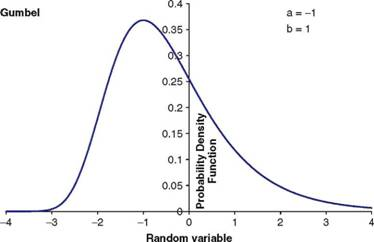 Gumbel
a = −1
b = 1
0.4
0.35
0.3
0.25
0.2
0.15
0.1
0.05
0
Probability Density
Function
−4 −3 −2 −1 0 1 2 3 4
Random variable